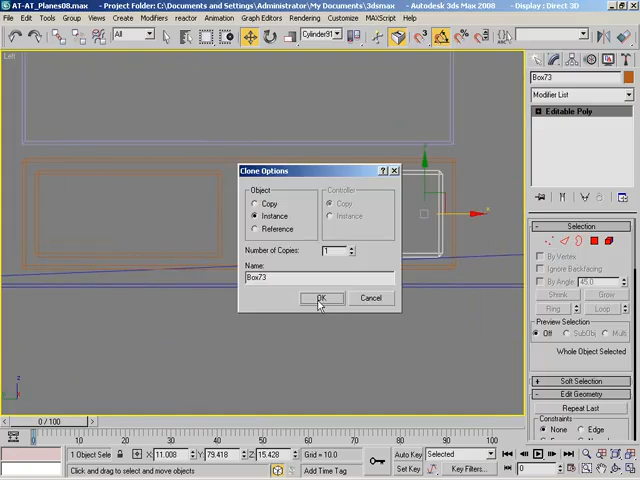 AT-AT_Planes08.max - Project Folder: C:\Documents and Settings\Administrator\My Documents\3dsmax - Autodesk 3ds Max 2008 - Display : Direct 3D
File Edit Tools Group Views Create Modifiers reactor Animation Graph Editors Rendering Customize MAXScript Help
All
Cylinder91
Left
Box73
Modifier List
Editable Poly
Clone Options
Object
Controller
Copy
Copy
Instance
Instance
Reference
Number of Copies: 1
Name:
Box73
OK
Cancel
Selection
By Vertex
Ignore Backfacing
By Angle: 45.0
Shrink Grow
Ring Loop
Preview Selection
Off SubObj Multi
Whole Object Selected
Soft Selection
Edit Geometry
Repeat Last
Constraints
None Edge
z
y
x
0 / 100
0 10 20 30 40 50 60 70 80 90 100
1 Object Sele X: 11.008 Y: 79.418 Z: 15.428 Grid = 10.0
Auto Key Selected
Click and drag to select and move objects
Add Time Tag
Set Key Key Filters... 0